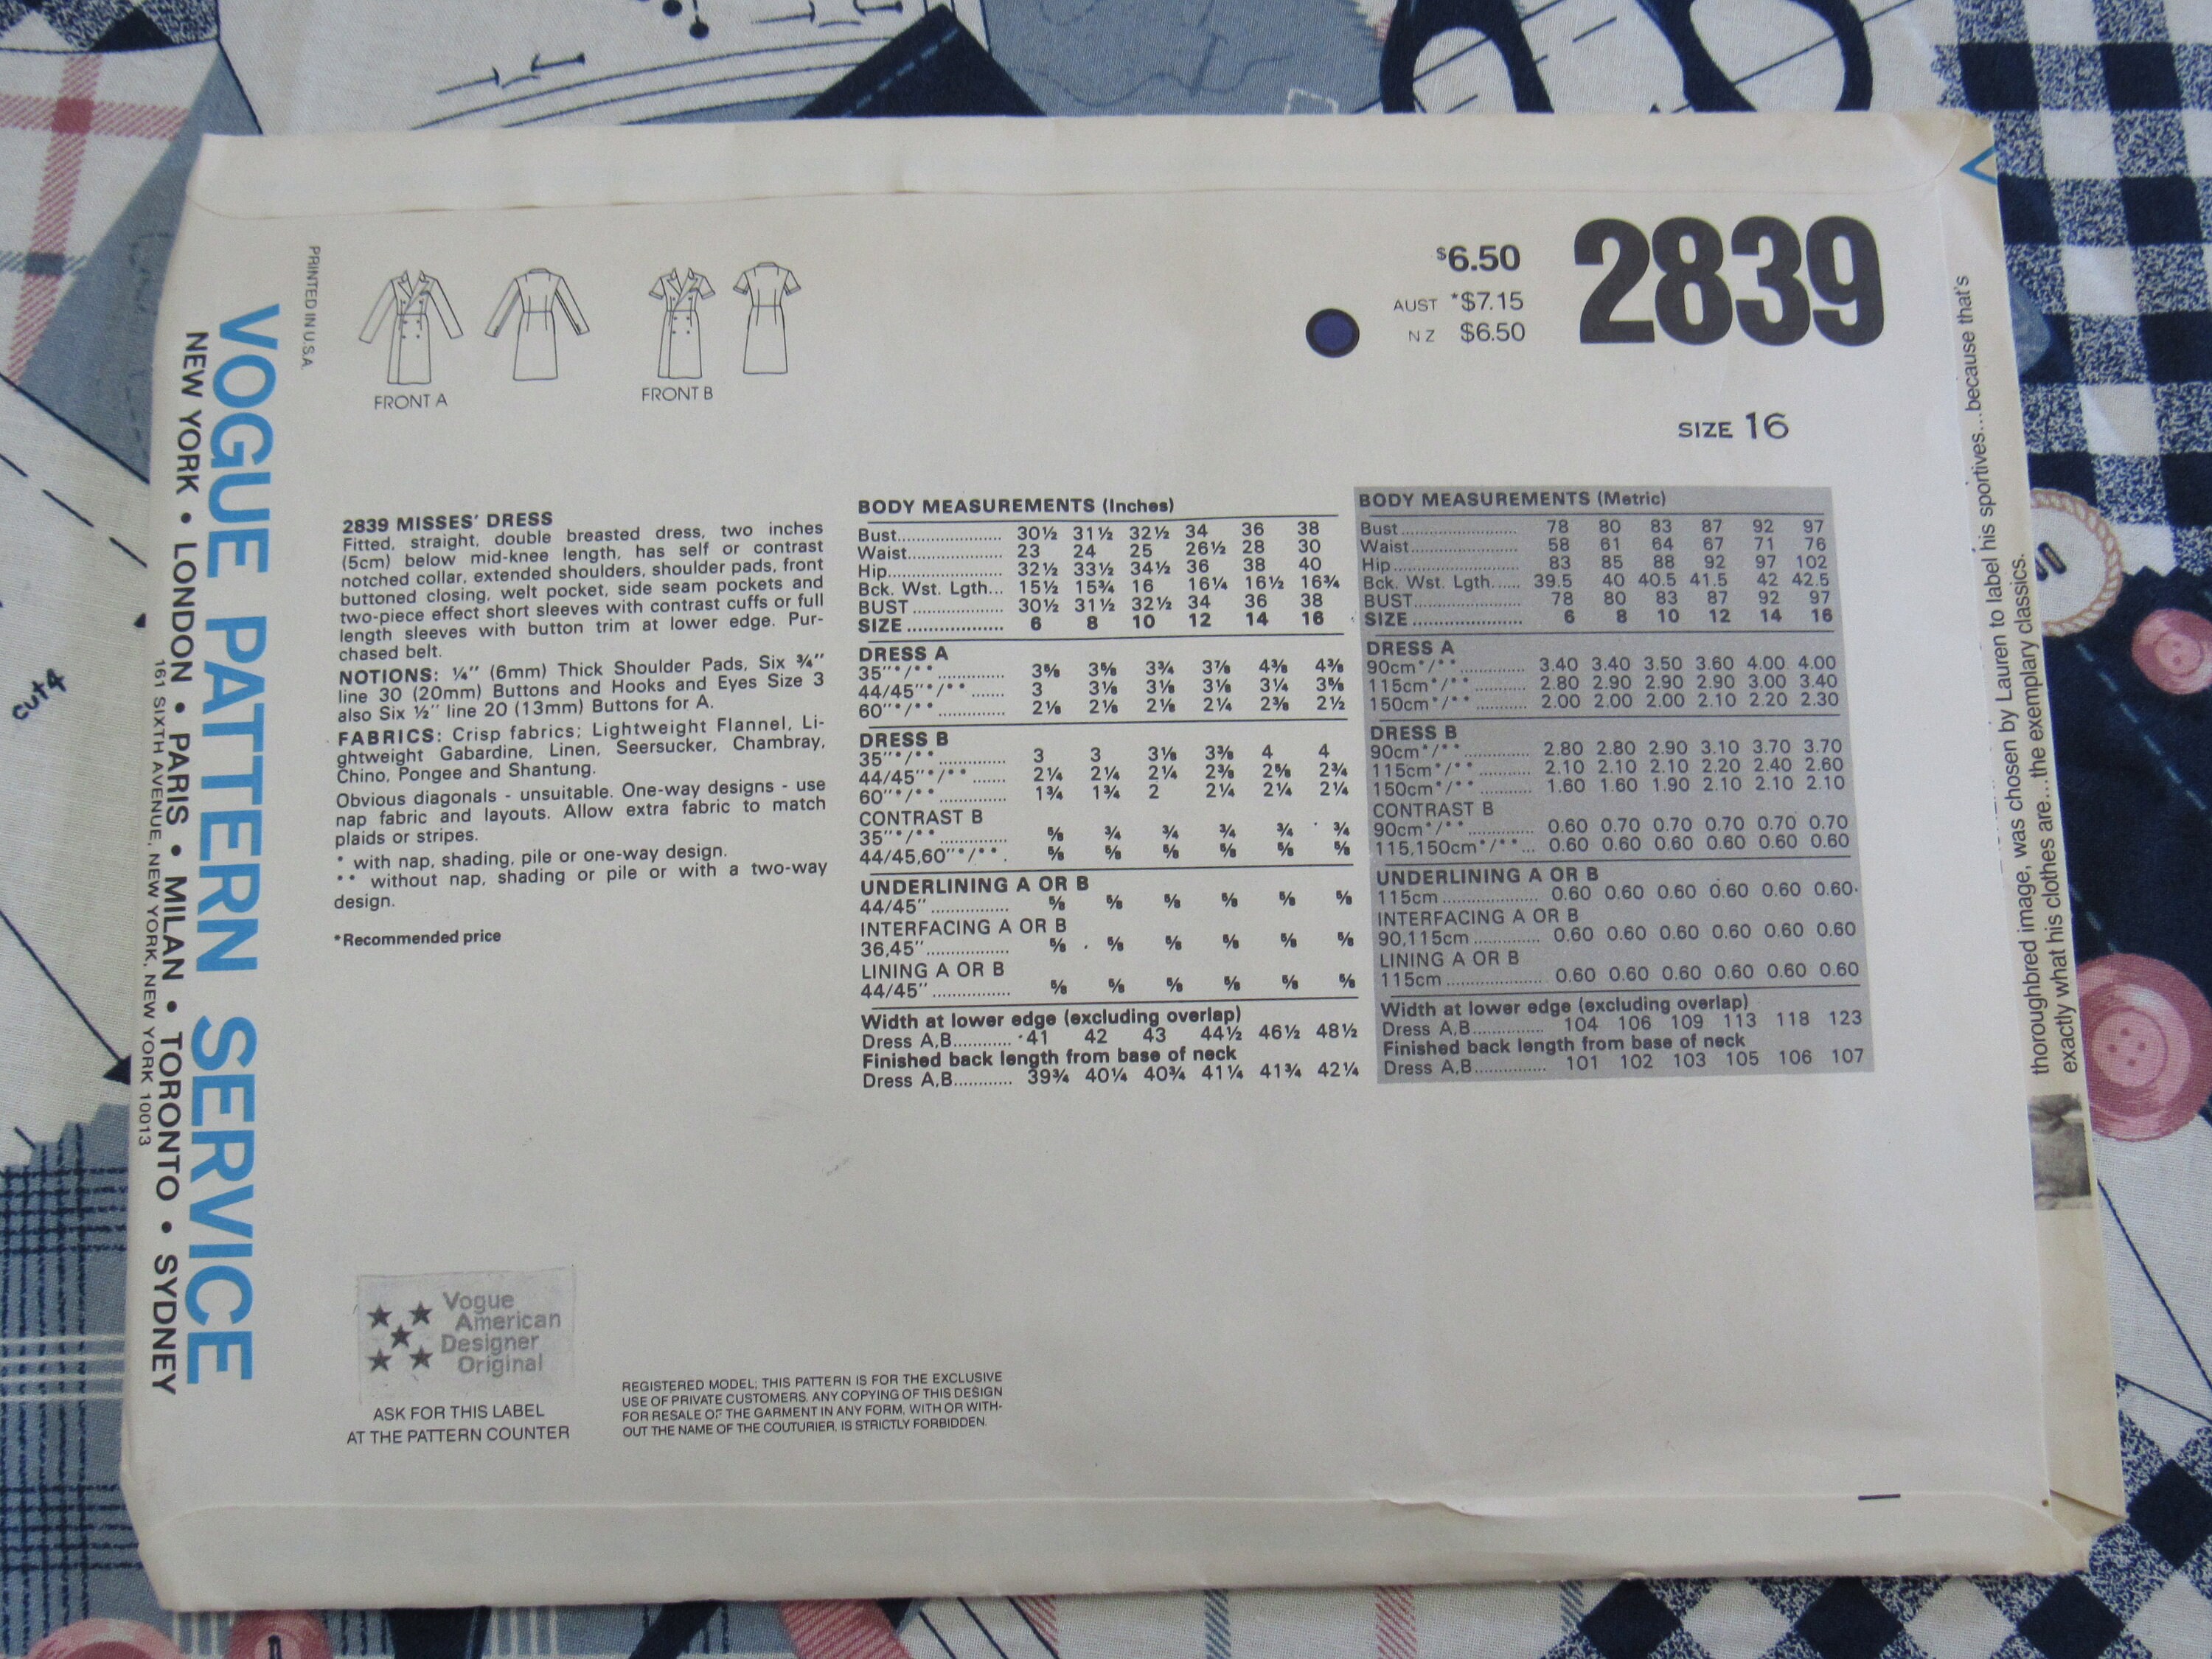 PRINTED IN U.S.A.
VOGUE PATTERN SERVICE
NEW YORK • LONDON • PARIS • MILAN • TORONTO • SYDNEY
161 SIXTH AVENUE, NEW YORK, NEW YORK 10013
FRONT A
FRONT B
$6.50
AUST *$7.15
NZ $6.50
2839
SIZE 16
2839 MISSES' DRESS
Fitted, straight, double breasted dress, two inches
(5cm) below mid-knee length, has self or contrast
notched collar, extended shoulders, shoulder pads, front
buttoned closing, welt pocket, side seam pockets and
two-piece effect short sleeves with contrast cuffs or full
length sleeves with button trim at lower edge. Pur-
chased belt.
NOTIONS: ¼" (6mm) Thick Shoulder Pads, Six ¾"
line 30 (20mm) Buttons and Hooks and Eyes Size 3
also Six ½" line 20 (13mm) Buttons for A.
FABRICS: Crisp fabrics; Lightweight Flannel, Li-
ghtweight Gabardine, Linen, Seersucker, Chambray,
Chino, Pongee and Shantung.
Obvious diagonals - unsuitable. One-way designs - use
nap fabric and layouts. Allow extra fabric to match
plaids or stripes.
* with nap, shading, pile or one-way design.
** without nap, shading or pile or with a two-way
design.
*Recommended price
BODY MEASUREMENTS (Inches)
Bust 30½ 31½ 32½ 34 36 38
Waist 23 24 25 26½ 28 30
Hip 32½ 33½ 34½ 36 38 40
Bck. Wst. Lgth... 15½ 15¾ 16 16¼ 16½ 16¾
BUST 30½ 31½ 32½ 34 36 38
SIZE 6 8 10 12 14 16
DRESS A
35"*/** 3⅝ 3⅝ 3¾ 3⅞ 4⅜ 4⅜
44/45"*/** 3 3⅛ 3⅛ 3⅛ 3¼ 3⅝
60"*/** 2⅛ 2⅛ 2⅛ 2¼ 2⅜ 2½
DRESS B
35"*/** 3 3 3⅛ 3⅜ 4 4
44/45"*/** 2¼ 2¼ 2¼ 2⅜ 2⅝ 2¾
60"*/** 1¾ 1¾ 2 2¼ 2¼ 2¼
CONTRAST B
35"*/** ⅝ ¾ ¾ ¾ ¾ ¾
44/45,60"*/** ⅝ ⅝ ⅝ ⅝ ⅝ ⅝
UNDERLINING A OR B
44/45" ⅝ ⅝ ⅝ ⅝ ⅝ ⅝
INTERFACING A OR B
36,45" ⅝ ⅝ ⅝ ⅝ ⅝ ⅝
LINING A OR B
44/45" ⅝ ⅝ ⅝ ⅝ ⅝ ⅝
Width at lower edge (excluding overlap)
Dress A,B 41 42 43 44½ 46½ 48½
Finished back length from base of neck
Dress A,B 39¾ 40¼ 40¾ 41¼ 41¾ 42¼
BODY MEASUREMENTS (Metric)
Bust 78 80 83 87 92 97
Waist 58 61 64 67 71 76
Hip 83 85 88 92 97 102
Bck. Wst. Lgth. 39.5 40 40.5 41.5 42 42.5
BUST 78 80 83 87 92 97
SIZE 6 8 10 12 14 16
DRESS A
90cm*/** 3.40 3.40 3.50 3.60 4.00 4.00
115cm*/** 2.80 2.90 2.90 2.90 3.00 3.40
150cm*/** 2.00 2.00 2.00 2.10 2.20 2.30
DRESS B
90cm*/** 2.80 2.80 2.90 3.10 3.70 3.70
115cm*/** 2.10 2.10 2.10 2.20 2.40 2.60
150cm*/** 1.60 1.60 1.90 2.10 2.10 2.10
CONTRAST B
90cm*/** 0.60 0.70 0.70 0.70 0.70 0.70
115,150cm*/** 0.60 0.60 0.60 0.60 0.60 0.60
UNDERLINING A OR B
115cm 0.60 0.60 0.60 0.60 0.60 0.60
INTERFACING A OR B
90,115cm 0.60 0.60 0.60 0.60 0.60 0.60
LINING A OR B
115cm 0.60 0.60 0.60 0.60 0.60 0.60
Width at lower edge (excluding overlap)
Dress A,B 104 106 109 113 118 123
Finished back length from base of neck
Dress A,B 101 102 103 105 106 107
Vogue
American
Designer
Original
ASK FOR THIS LABEL
AT THE PATTERN COUNTER
REGISTERED MODEL; THIS PATTERN IS FOR THE EXCLUSIVE
USE OF PRIVATE CUSTOMERS. ANY COPYING OF THIS DESIGN
FOR RESALE OF THE GARMENT IN ANY FORM, WITH OR WITH-
OUT THE NAME OF THE COUTURIER, IS STRICTLY FORBIDDEN.
thoroughbred image, was chosen by Lauren to label his sportives...because that's
exactly what his clothes are...the exemplary classics.
cut 4